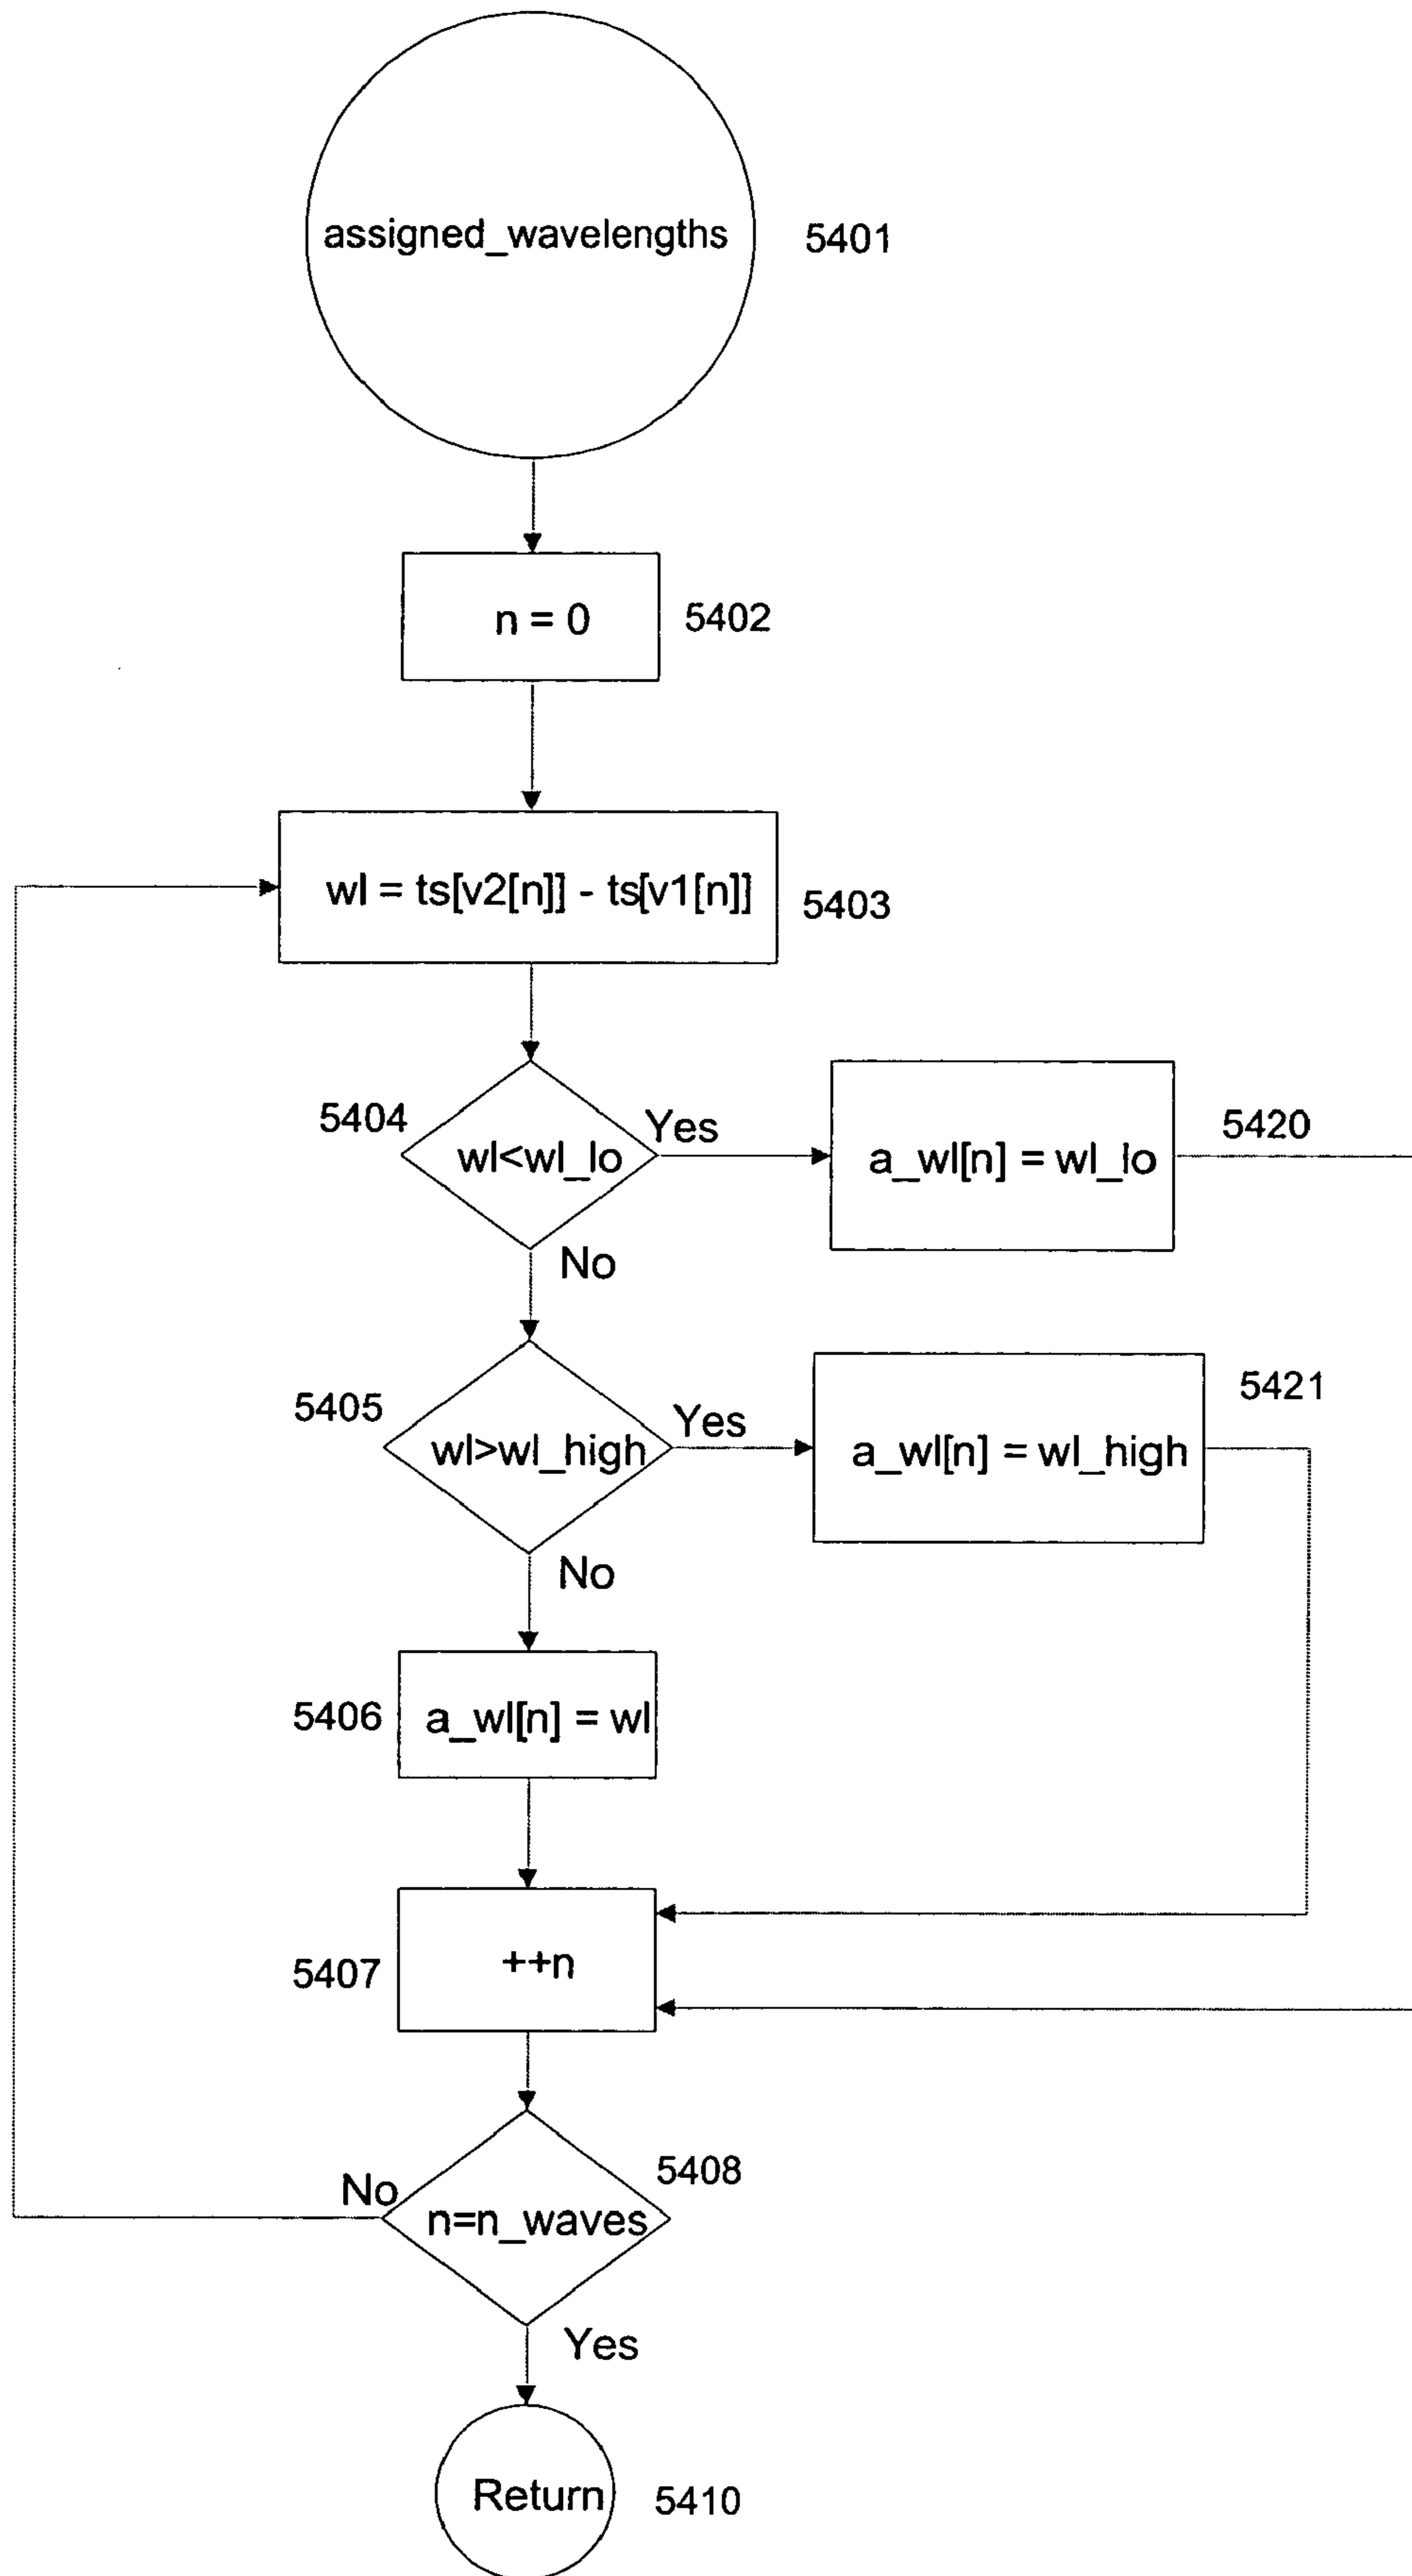 assigned_wavelengths
5401
n = 0
5402
wl = ts[v2[n]] - ts[v1[n]]
5403
5404
wl<wl_lo
Yes
a_wl[n] = wl_lo
5420
No
5405
wl>wl_high
Yes
a_wl[n] = wl_high
5421
No
5406
a_wl[n] = wl
5407
++n
5408
No
n=n_waves
Yes
Return
5410